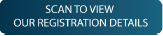 SCAN TO VIEW
OUR REGISTRATION DETAILS